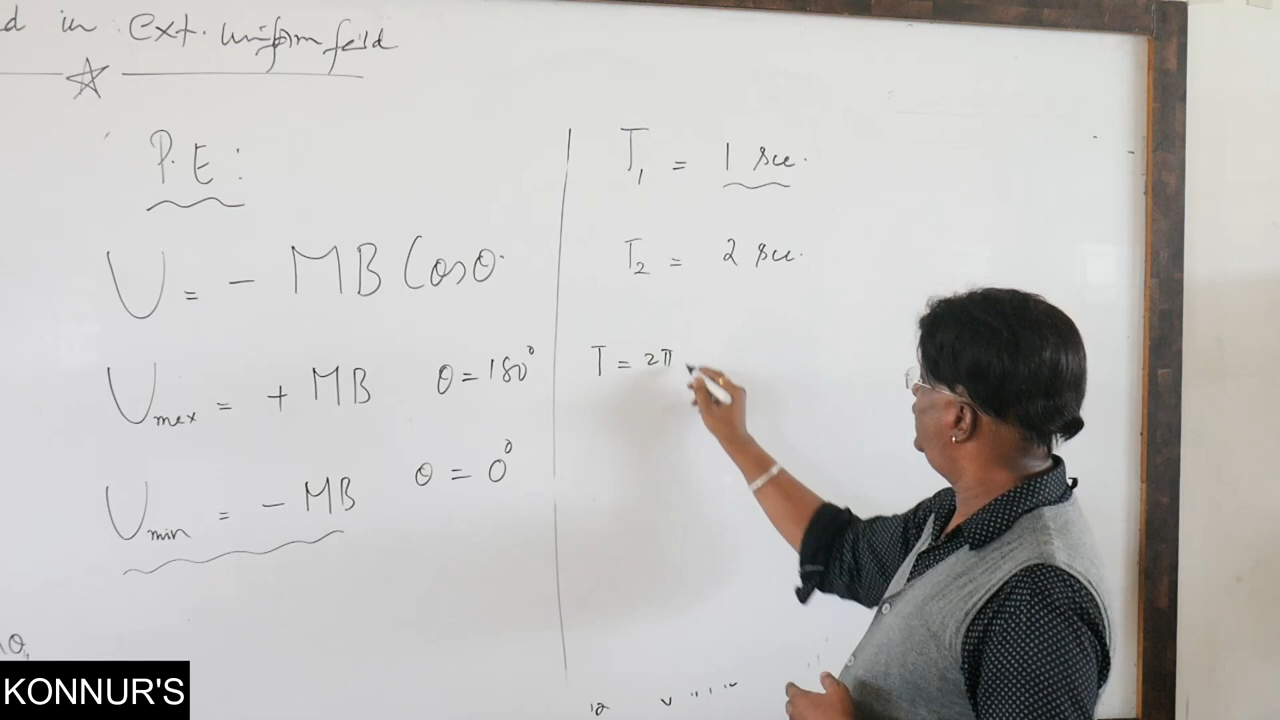 d in ext. uniform feild
P.E:
U = - MB Cosθ
U max = + MB θ = 180°
U min = - MB θ = 0°
T₁ = 1 sec.
T₂ = 2 sec.
T = 2π
θ,
KONNUR'S